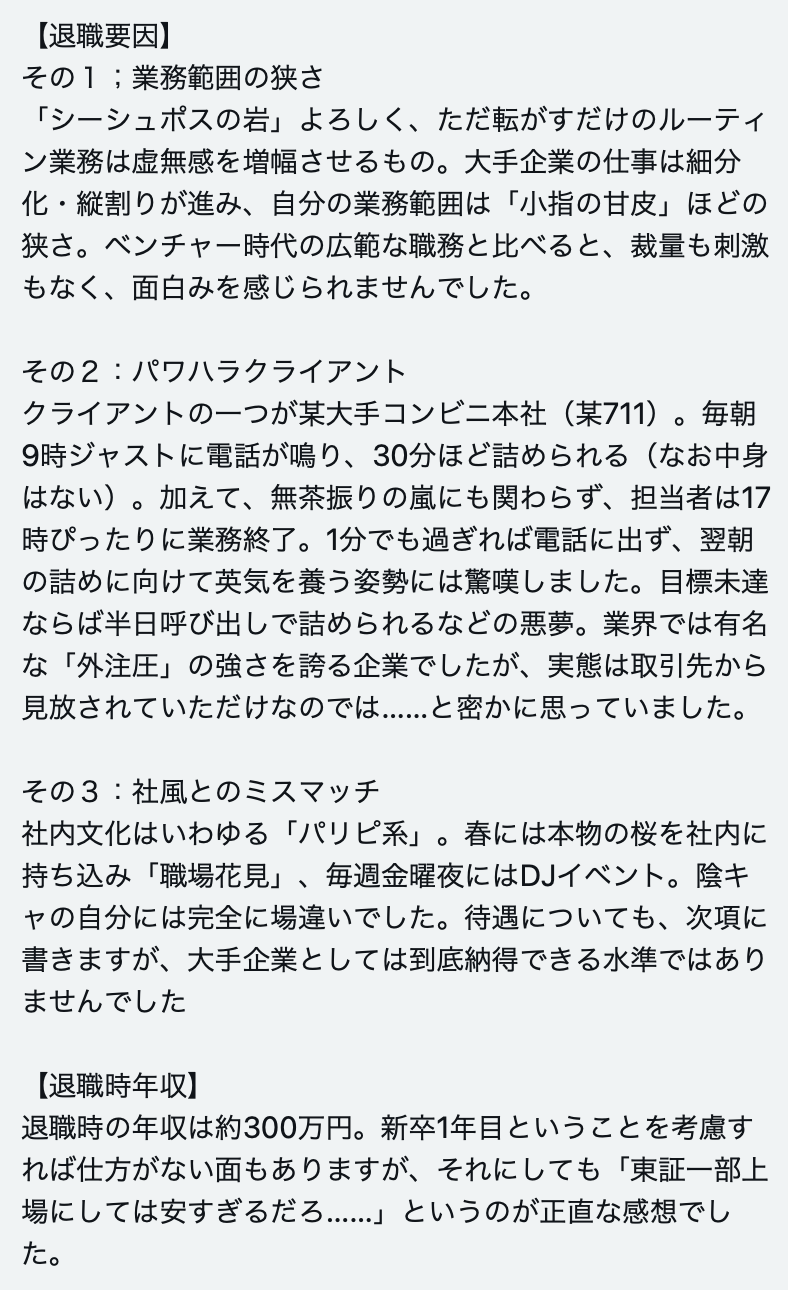 【退職要因】
その１；業務範囲の狭さ
「シーシュポスの岩」よろしく、ただ転がすだけのルーティ
ン業務は虚無感を増幅させるもの。大手企業の仕事は細分
化・縦割りが進み、自分の業務範囲は「小指の甘皮」ほどの
狭さ。ベンチャー時代の広範な職務と比べると、裁量も刺激
もなく、面白みを感じられませんでした。
その２：パワハラクライアント
クライアントの一つが某大手コンビニ本社（某711）。毎朝
9時ジャストに電話が鳴り、30分ほど詰められる（なお中身
はない）。加えて、無茶振りの嵐にも関わらず、担当者は17
時ぴったりに業務終了。1分でも過ぎれば電話に出ず、翌朝
の詰めに向けて英気を養う姿勢には驚嘆しました。目標未達
ならば半日呼び出しで詰められるなどの悪夢。業界では有名
な「外注圧」の強さを誇る企業でしたが、実態は取引先から
見放されていただけなのでは……と密かに思っていました。
その３：社風とのミスマッチ
社内文化はいわゆる「パリピ系」。春には本物の桜を社内に
持ち込み「職場花見」、毎週金曜夜にはDJイベント。陰キ
ャの自分には完全に場違いでした。待遇についても、次項に
書きますが、大手企業としては到底納得できる水準ではあり
ませんでした
【退職時年収】
退職時の年収は約300万円。新卒1年目ということを考慮す
れば仕方がない面もありますが、それにしても「東証一部上
場にしては安すぎるだろ……」というのが正直な感想でし
た。